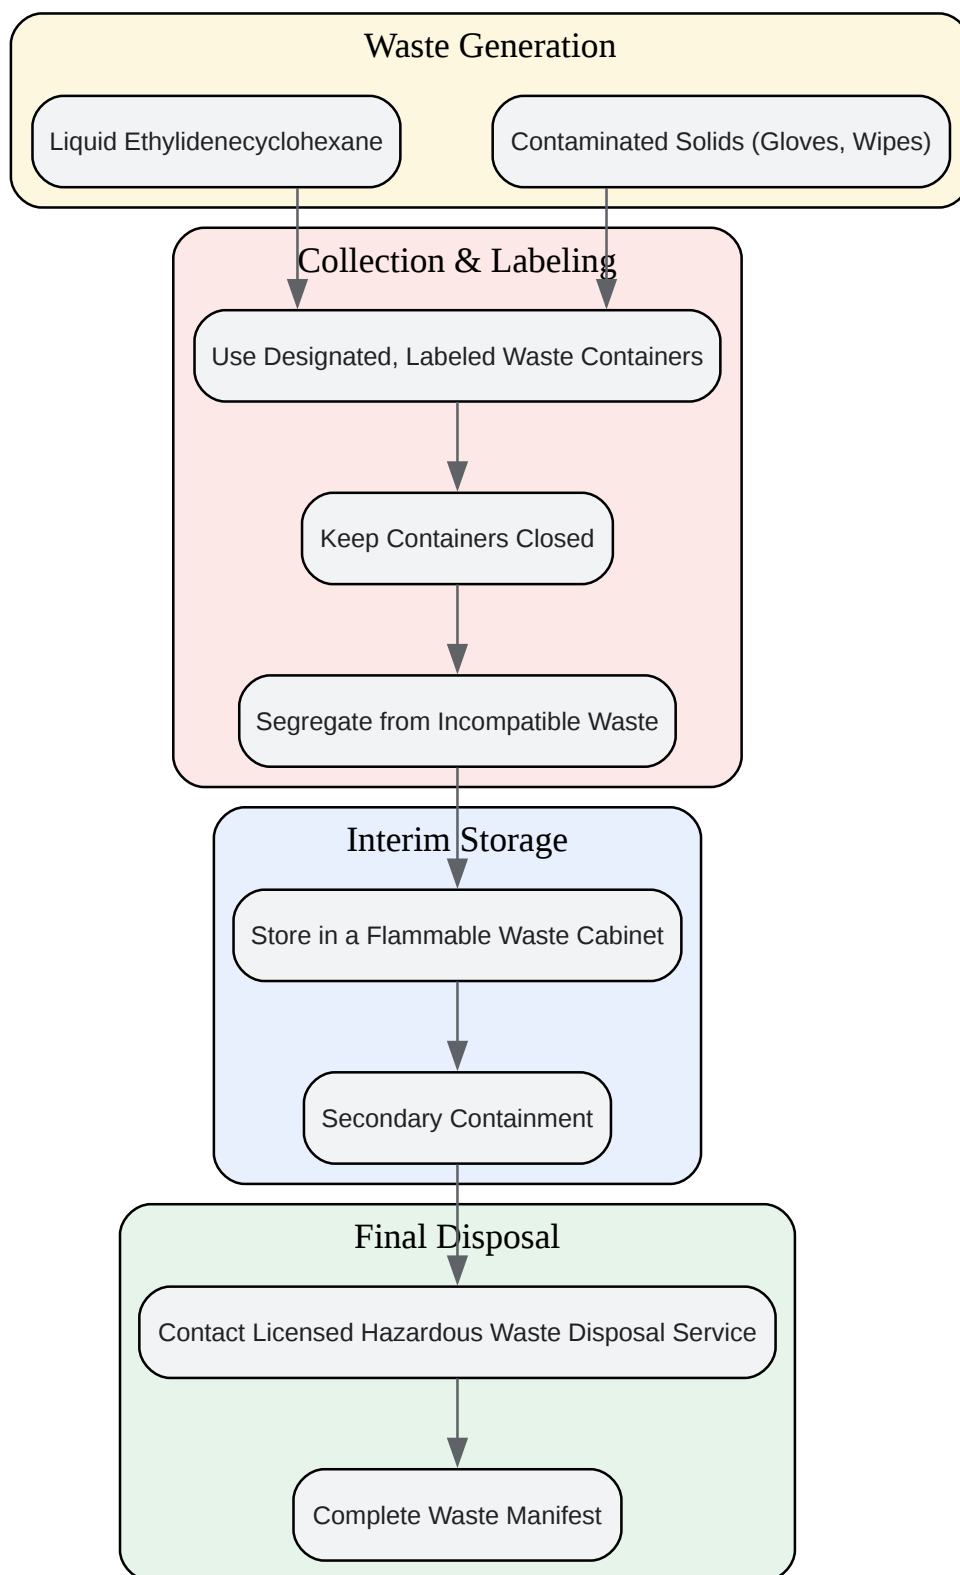 Waste Generation
Liquid Ethylidenecyclohexane
Contaminated Solids (Gloves, Wipes)
Collection & Labeling
Use Designated, Labeled Waste Containers
Keep Containers Closed
Segregate from Incompatible Waste
Interim Storage
Store in a Flammable Waste Cabinet
Secondary Containment
Final Disposal
Contact Licensed Hazardous Waste Disposal Service
Complete Waste Manifest